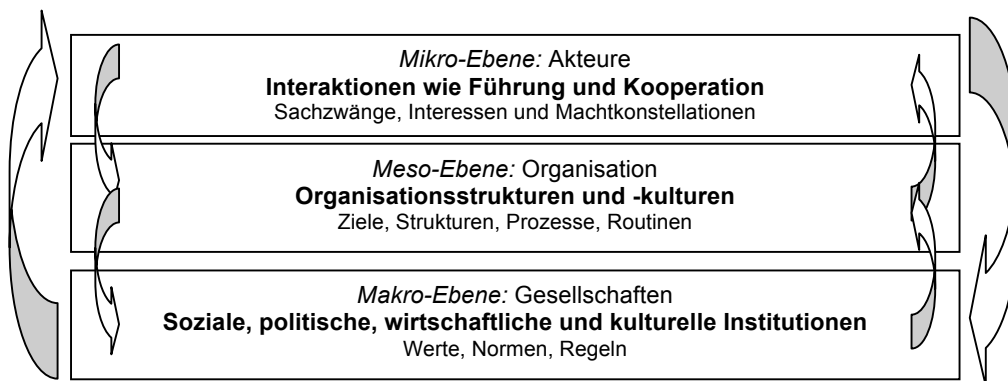 Mikro-Ebene: Akteure
Interaktionen wie Führung und Kooperation
Sachzwänge, Interessen und Machtkonstellationen
Meso-Ebene: Organisation
Organisationsstrukturen und -kulturen
Ziele, Strukturen, Prozesse, Routinen
Makro-Ebene: Gesellschaften
Soziale, politische, wirtschaftliche und kulturelle Institutionen
Werte, Normen, Regeln